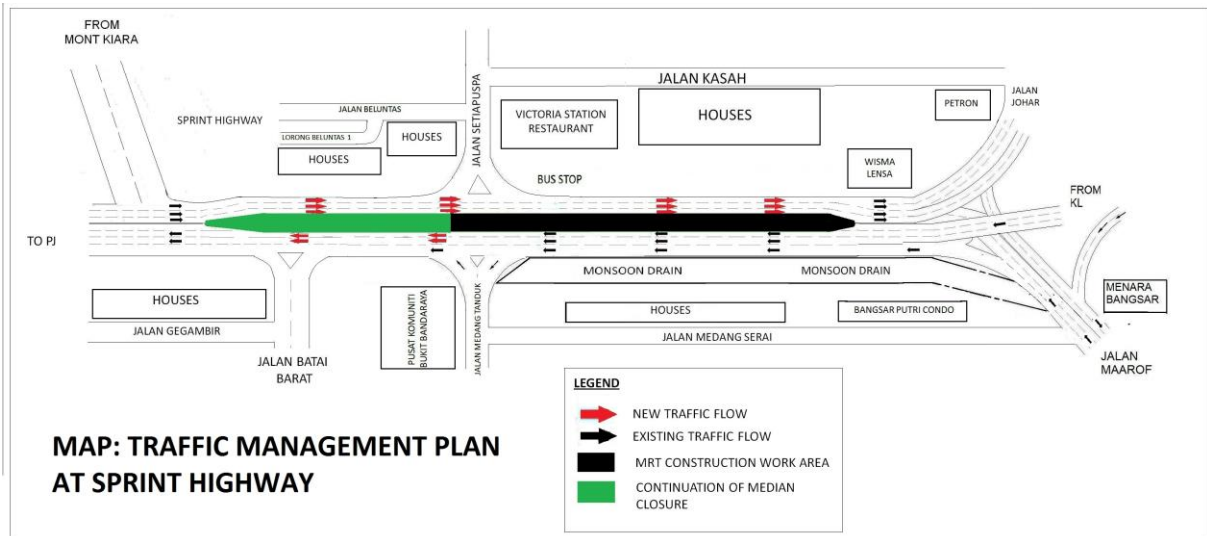 FROM
MONT KIARA
SPRINT HIGHWAY
JALAN BELUNTAS
LORONG BELUNTAS 1
HOUSES
HOUSES
JALAN SETIAPUSPA
JALAN KASAH
VICTORIA STATION
RESTAURANT
HOUSES
PETRON
JALAN
JOHAR
BUS STOP
WISMA
LENSA
FROM
KL
TO PJ
MONSOON DRAIN
MONSOON DRAIN
HOUSES
JALAN GEGAMBIR
JALAN BATAI
BARAT
PUSAT KOMUNITI
BUKIT BANDARAYA
JALAN MEDANG TANDUK
HOUSES
BANGSAR PUTRI CONDO
MENARA
BANGSAR
JALAN MEDANG SERAI
JALAN
MAAROF
MAP: TRAFFIC MANAGEMENT PLAN
AT SPRINT HIGHWAY
LEGEND
NEW TRAFFIC FLOW
EXISTING TRAFFIC FLOW
MRT CONSTRUCTION WORK AREA
CONTINUATION OF MEDIAN
CLOSURE